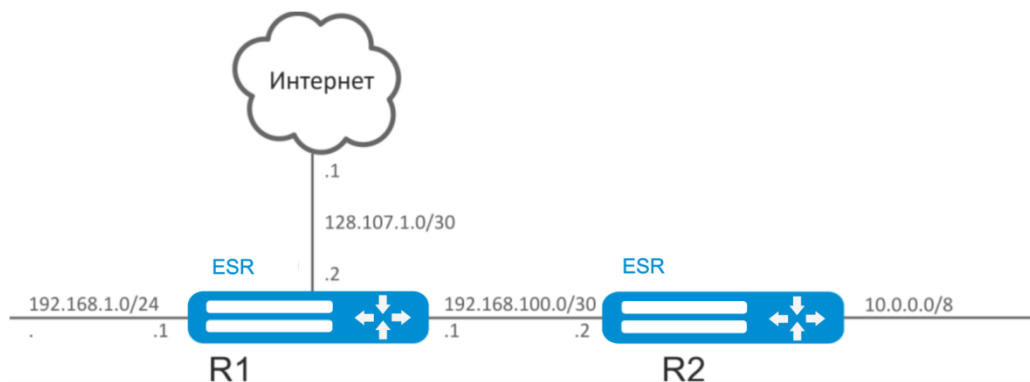 Интернет
.1
128.107.1.0/30
.2
ESR
ESR
192.168.1.0/24
192.168.100.0/30
10.0.0.0/8
.
.1
.1
.2
R1
R2